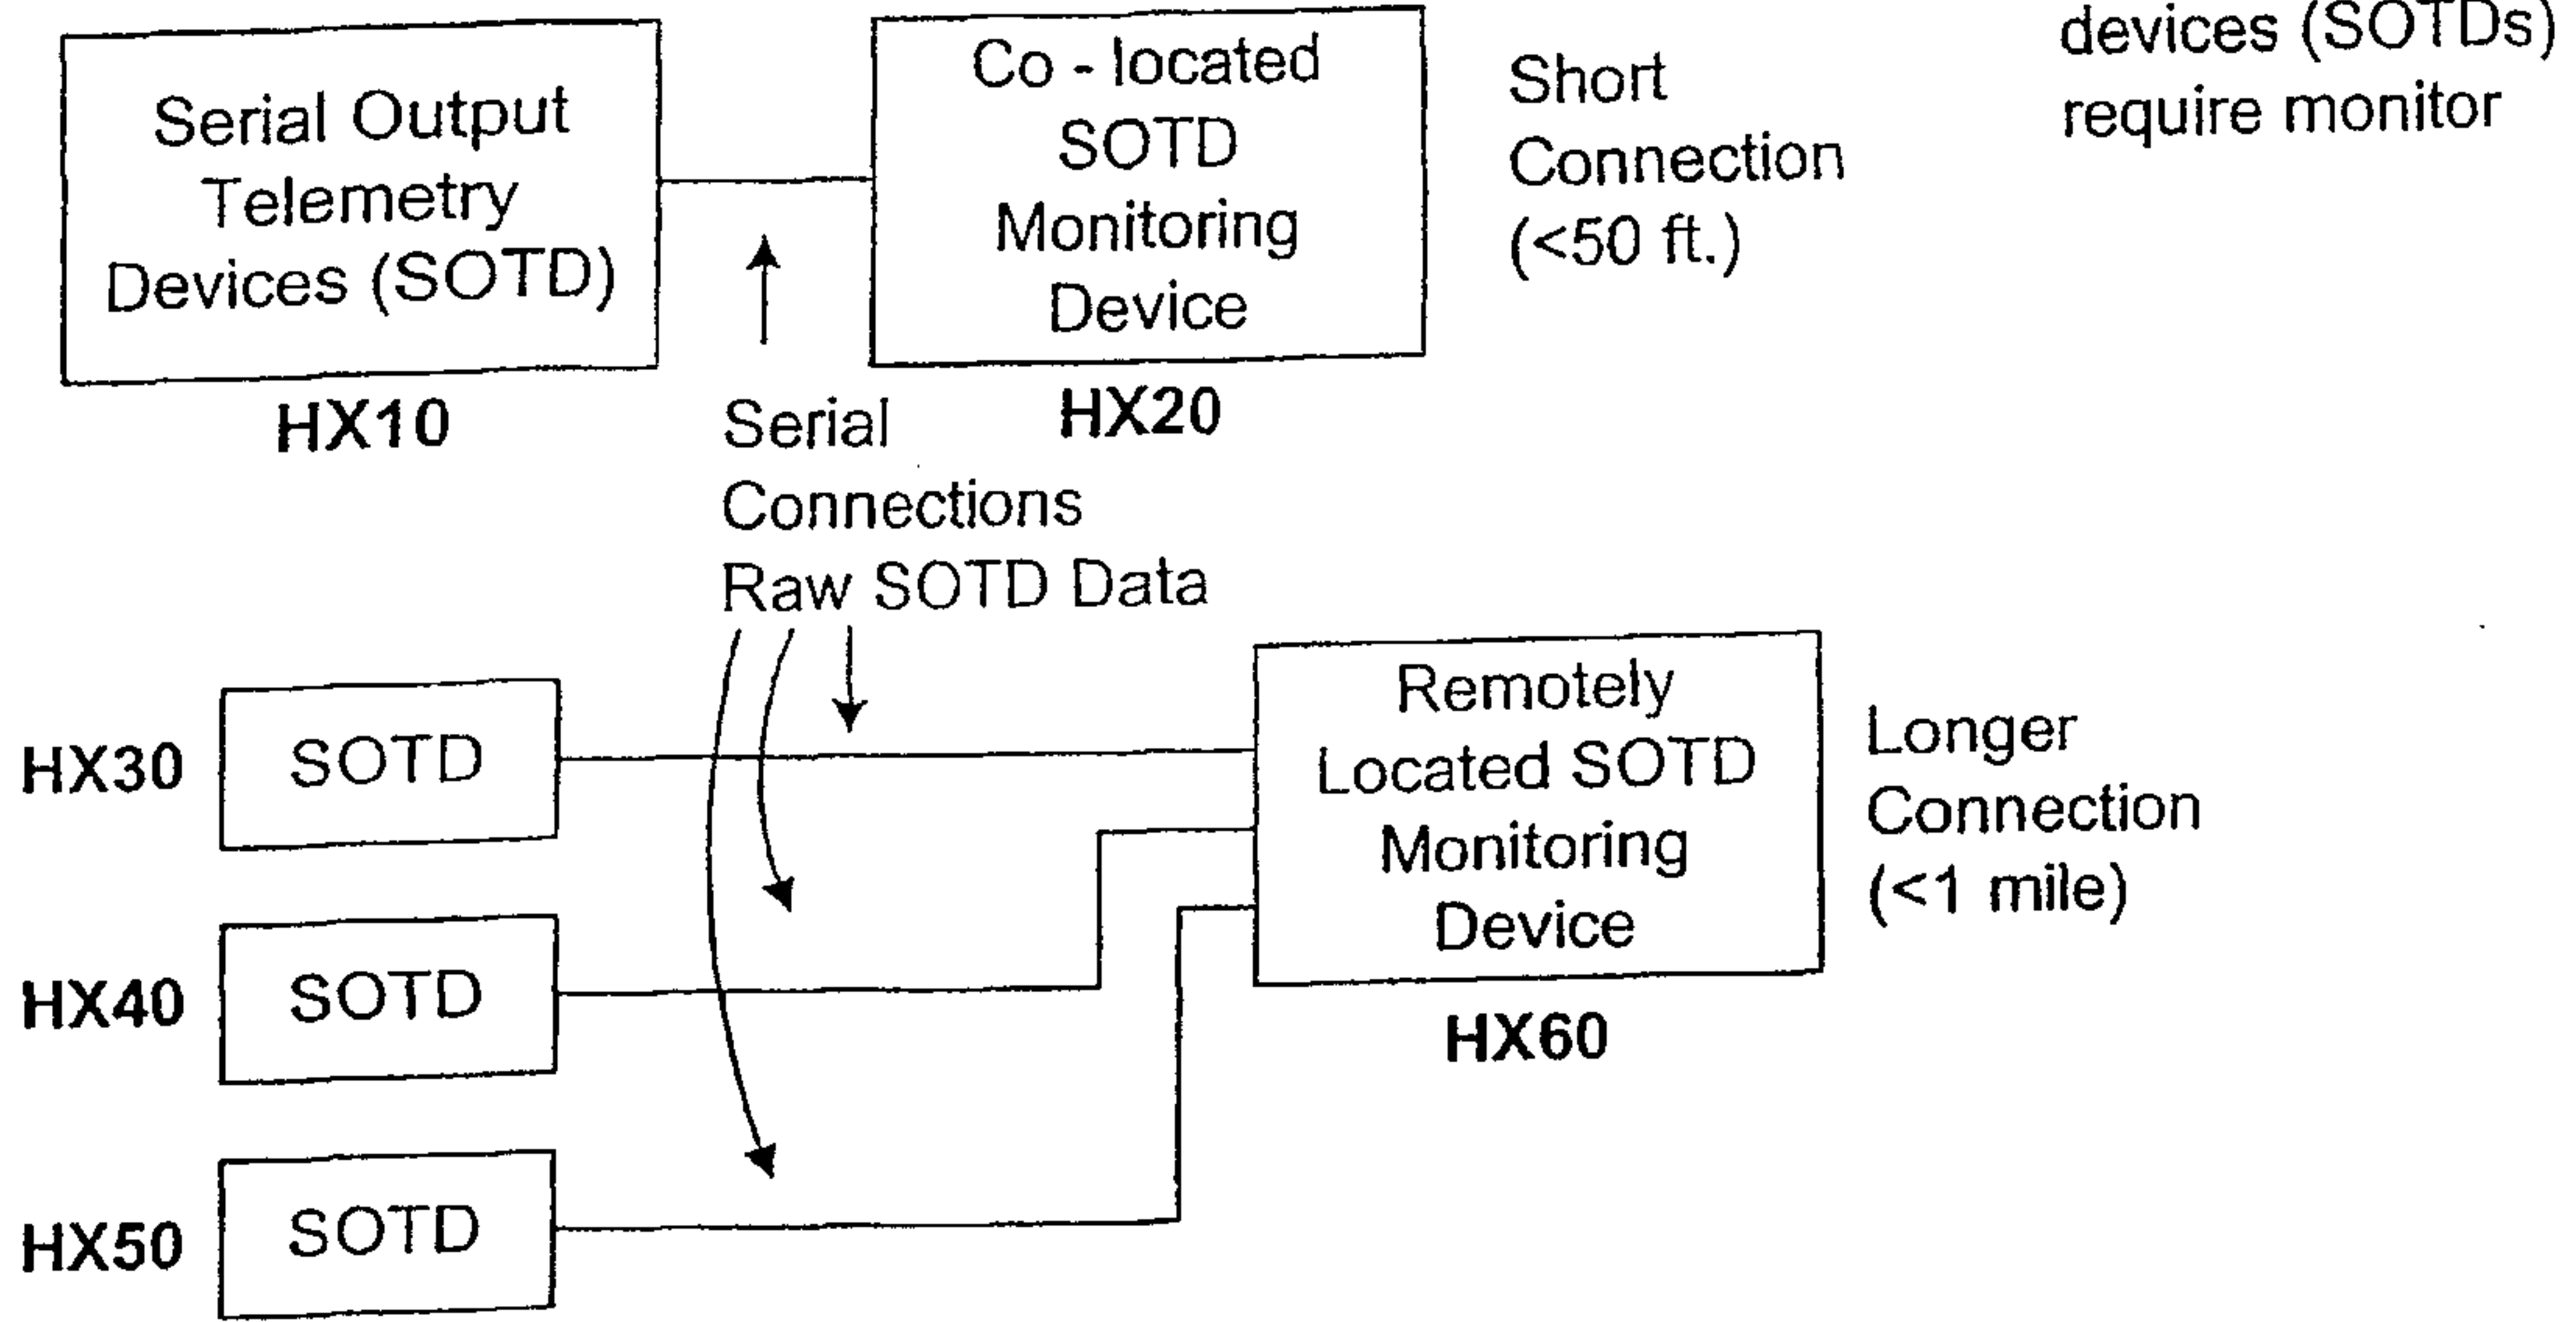 devices (SOTDs)
require monitor
Serial Output
Telemetry
Devices (SOTD)
HX10
Co - located
SOTD
Monitoring
Device
HX20
Short
Connection
(<50 ft.)
Serial
Connections
Raw SOTD Data
HX30
SOTD
HX40
SOTD
HX50
SOTD
Remotely
Located SOTD
Monitoring
Device
HX60
Longer
Connection
(<1 mile)